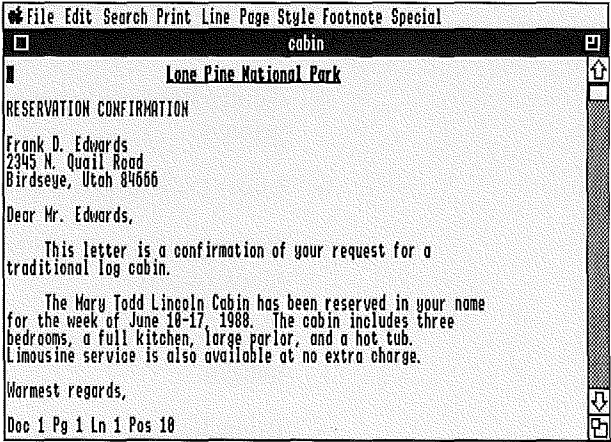 File Edit Search Print Line Page Style Footnote Special
cabin
Lone Pine National Park
RESERVATION CONFIRMATION
Frank D. Edwards
2345 N. Quail Road
Birdseye, Utah 84666
Dear Mr. Edwards,
This letter is a confirmation of your request for a
traditional log cabin.
The Mary Todd Lincoln Cabin has been reserved in your name
for the week of June 10-17, 1988. The cabin includes three
bedrooms, a full kitchen, large parlor, and a hot tub.
Limousine service is also available at no extra charge.
Warmest regards,
Doc 1 Pg 1 Ln 1 Pos 10